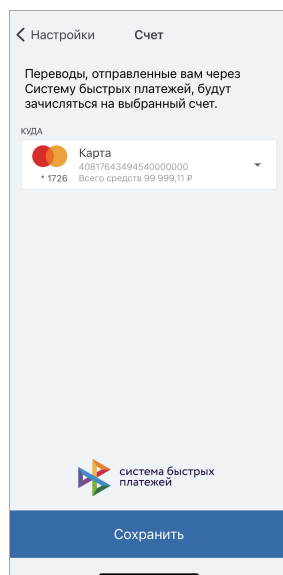 Настройки Счет
Переводы, отправленные вам через
Систему быстрых платежей, будут
зачисляться на выбранный счет.
КУДА
Карта
40817643494540000000
* 1726 Всего средств 99 999,11 ₽
система быстрых
платежей
Сохранить